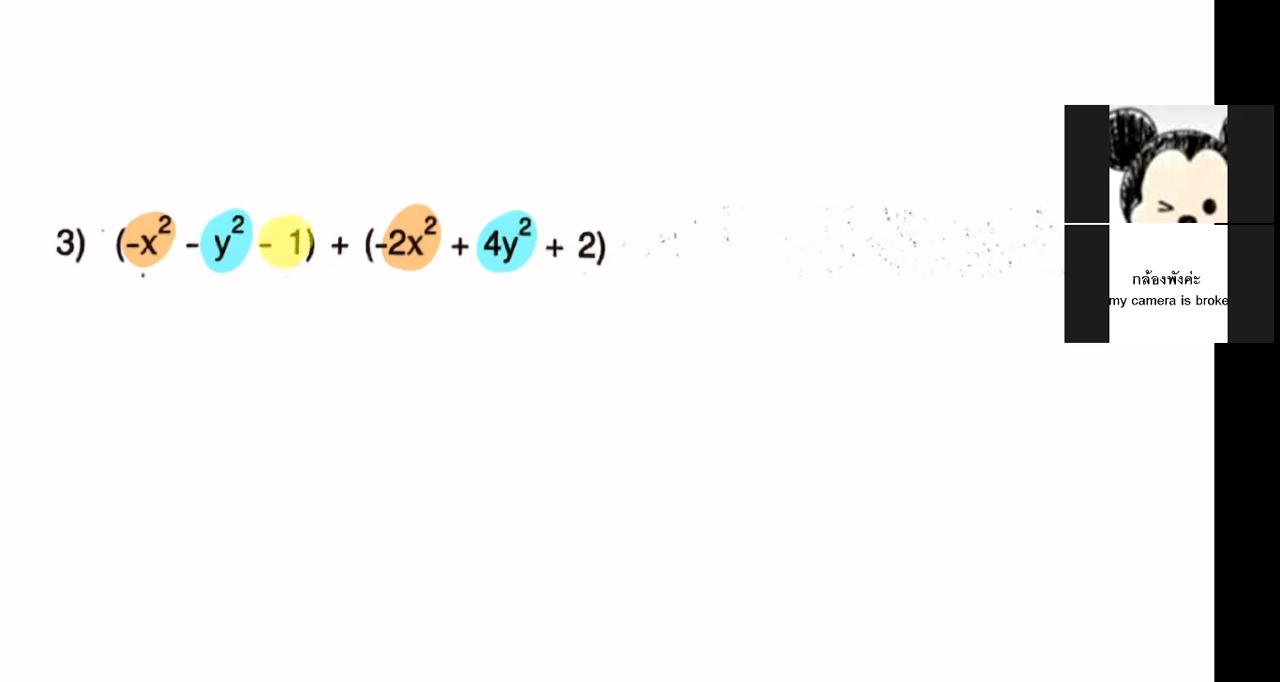 3) (-x² - y² - 1) + (-2x² + 4y² + 2)
กล้องพังค่ะ
my camera is broke